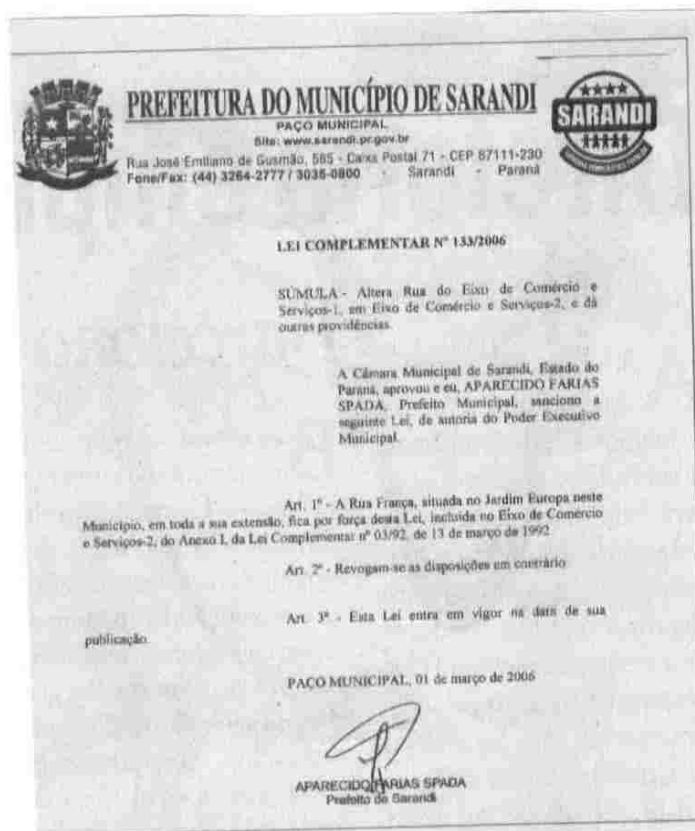 PREFEITURA DO MUNICÍPIO DE SARANDI
PAÇO MUNICIPAL
Site: www.sarandi.pr.gov.br
Rua José Emiliano de Gusmão, 565 - Caixa Postal 71 - CEP 87111-230
Fone/Fax: (44) 3264-2777 / 3035-0800 - Sarandi - Paraná
SARANDI
LEI COMPLEMENTAR Nº 133/2006
SÚMULA - Altera Rua do Eixo de Comércio e
Serviços-1, em Eixo de Comércio e Serviços-2, e dá
outras providências.
A Câmara Municipal de Sarandi, Estado do
Paraná, aprovou e eu, APARECIDO FARIAS
SPADA, Prefeito Municipal, sanciono a
seguinte Lei, de autoria do Poder Executivo
Municipal.
Art. 1º - A Rua França, situada no Jardim Europa neste
Município, em toda a sua extensão, fica por força desta Lei, incluída no Eixo de Comércio
e Serviços-2, do Anexo I, da Lei Complementar nº 03/92, de 13 de março de 1992.
Art. 2º - Revogam-se as disposições em contrário.
Art. 3º - Esta Lei entra em vigor na data de sua
publicação.
PAÇO MUNICIPAL, 01 de março de 2006
APARECIDO FARIAS SPADA
Prefeito de Sarandi